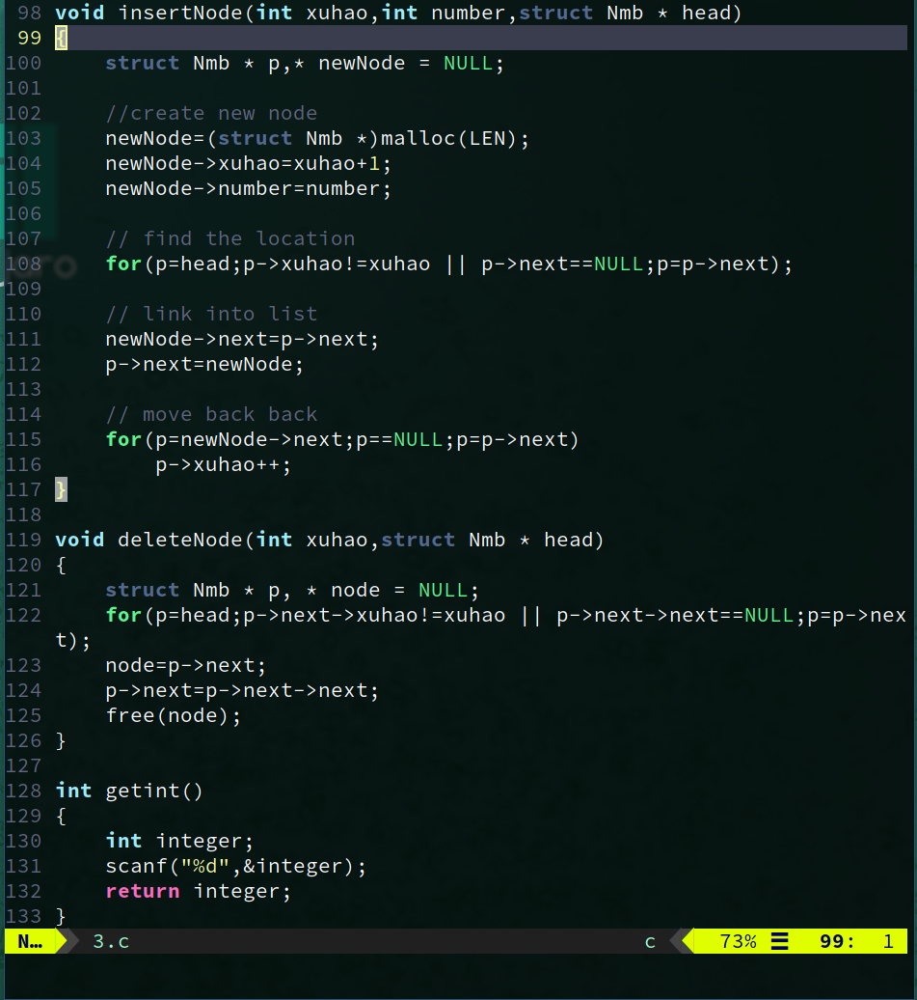 98 void insertNode(int xuhao,int number,struct Nmb * head)
99 {
100     struct Nmb * p,* newNode = NULL;
101
102     //create new node
103     newNode=(struct Nmb *)malloc(LEN);
104     newNode->xuhao=xuhao+1;
105     newNode->number=number;
106
107     // find the location
108     for(p=head;p->xuhao!=xuhao || p->next==NULL;p=p->next);
109
110     // link into list
111     newNode->next=p->next;
112     p->next=newNode;
113
114     // move back back
115     for(p=newNode->next;p==NULL;p=p->next)
116         p->xuhao++;
117 }
118
119 void deleteNode(int xuhao,struct Nmb * head)
120 {
121     struct Nmb * p, * node = NULL;
122     for(p=head;p->next->xuhao!=xuhao || p->next->next==NULL;p=p->nex
t);
123     node=p->next;
124     p->next=p->next->next;
125     free(node);
126 }
127
128 int getint()
129 {
130     int integer;
131     scanf("%d",&integer);
132     return integer;
133 }
N… 3.c c 73% ☰ 99: 1